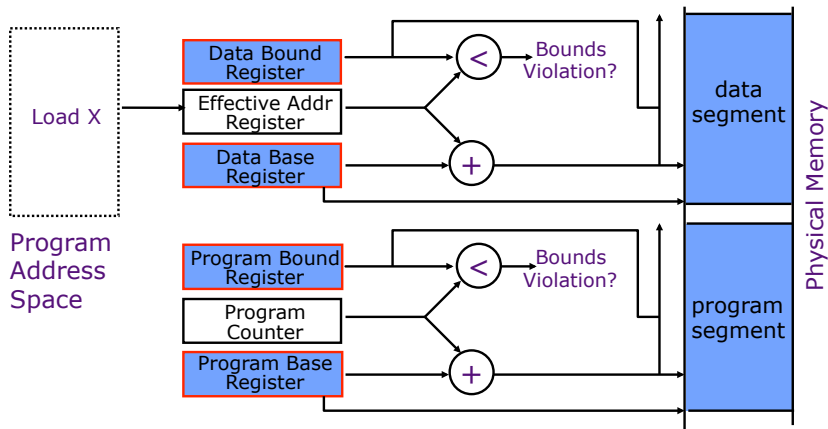 Load X
Program
Address
Space
Data Bound
Register
Effective Addr
Register
Data Base
Register
<
+
Bounds
Violation?
data
segment
Program Bound
Register
Program
Counter
Program Base
Register
<
+
Bounds
Violation?
program
segment
Physical Memory